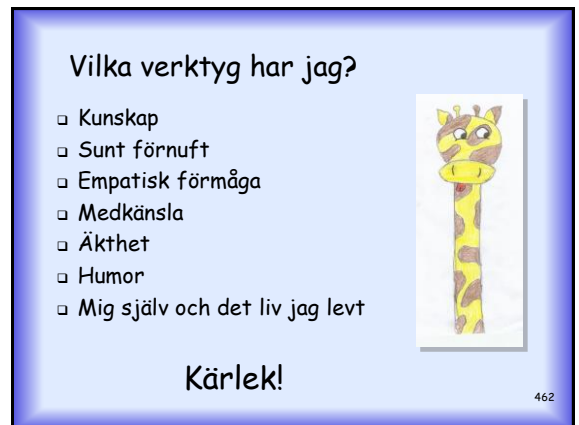 Vilka verktyg har jag?
❑ Kunskap
❑ Sunt förnuft
❑ Empatisk förmåga
❑ Medkänsla
❑ Äkthet
❑ Humor
❑ Mig själv och det liv jag levt
Kärlek!
462